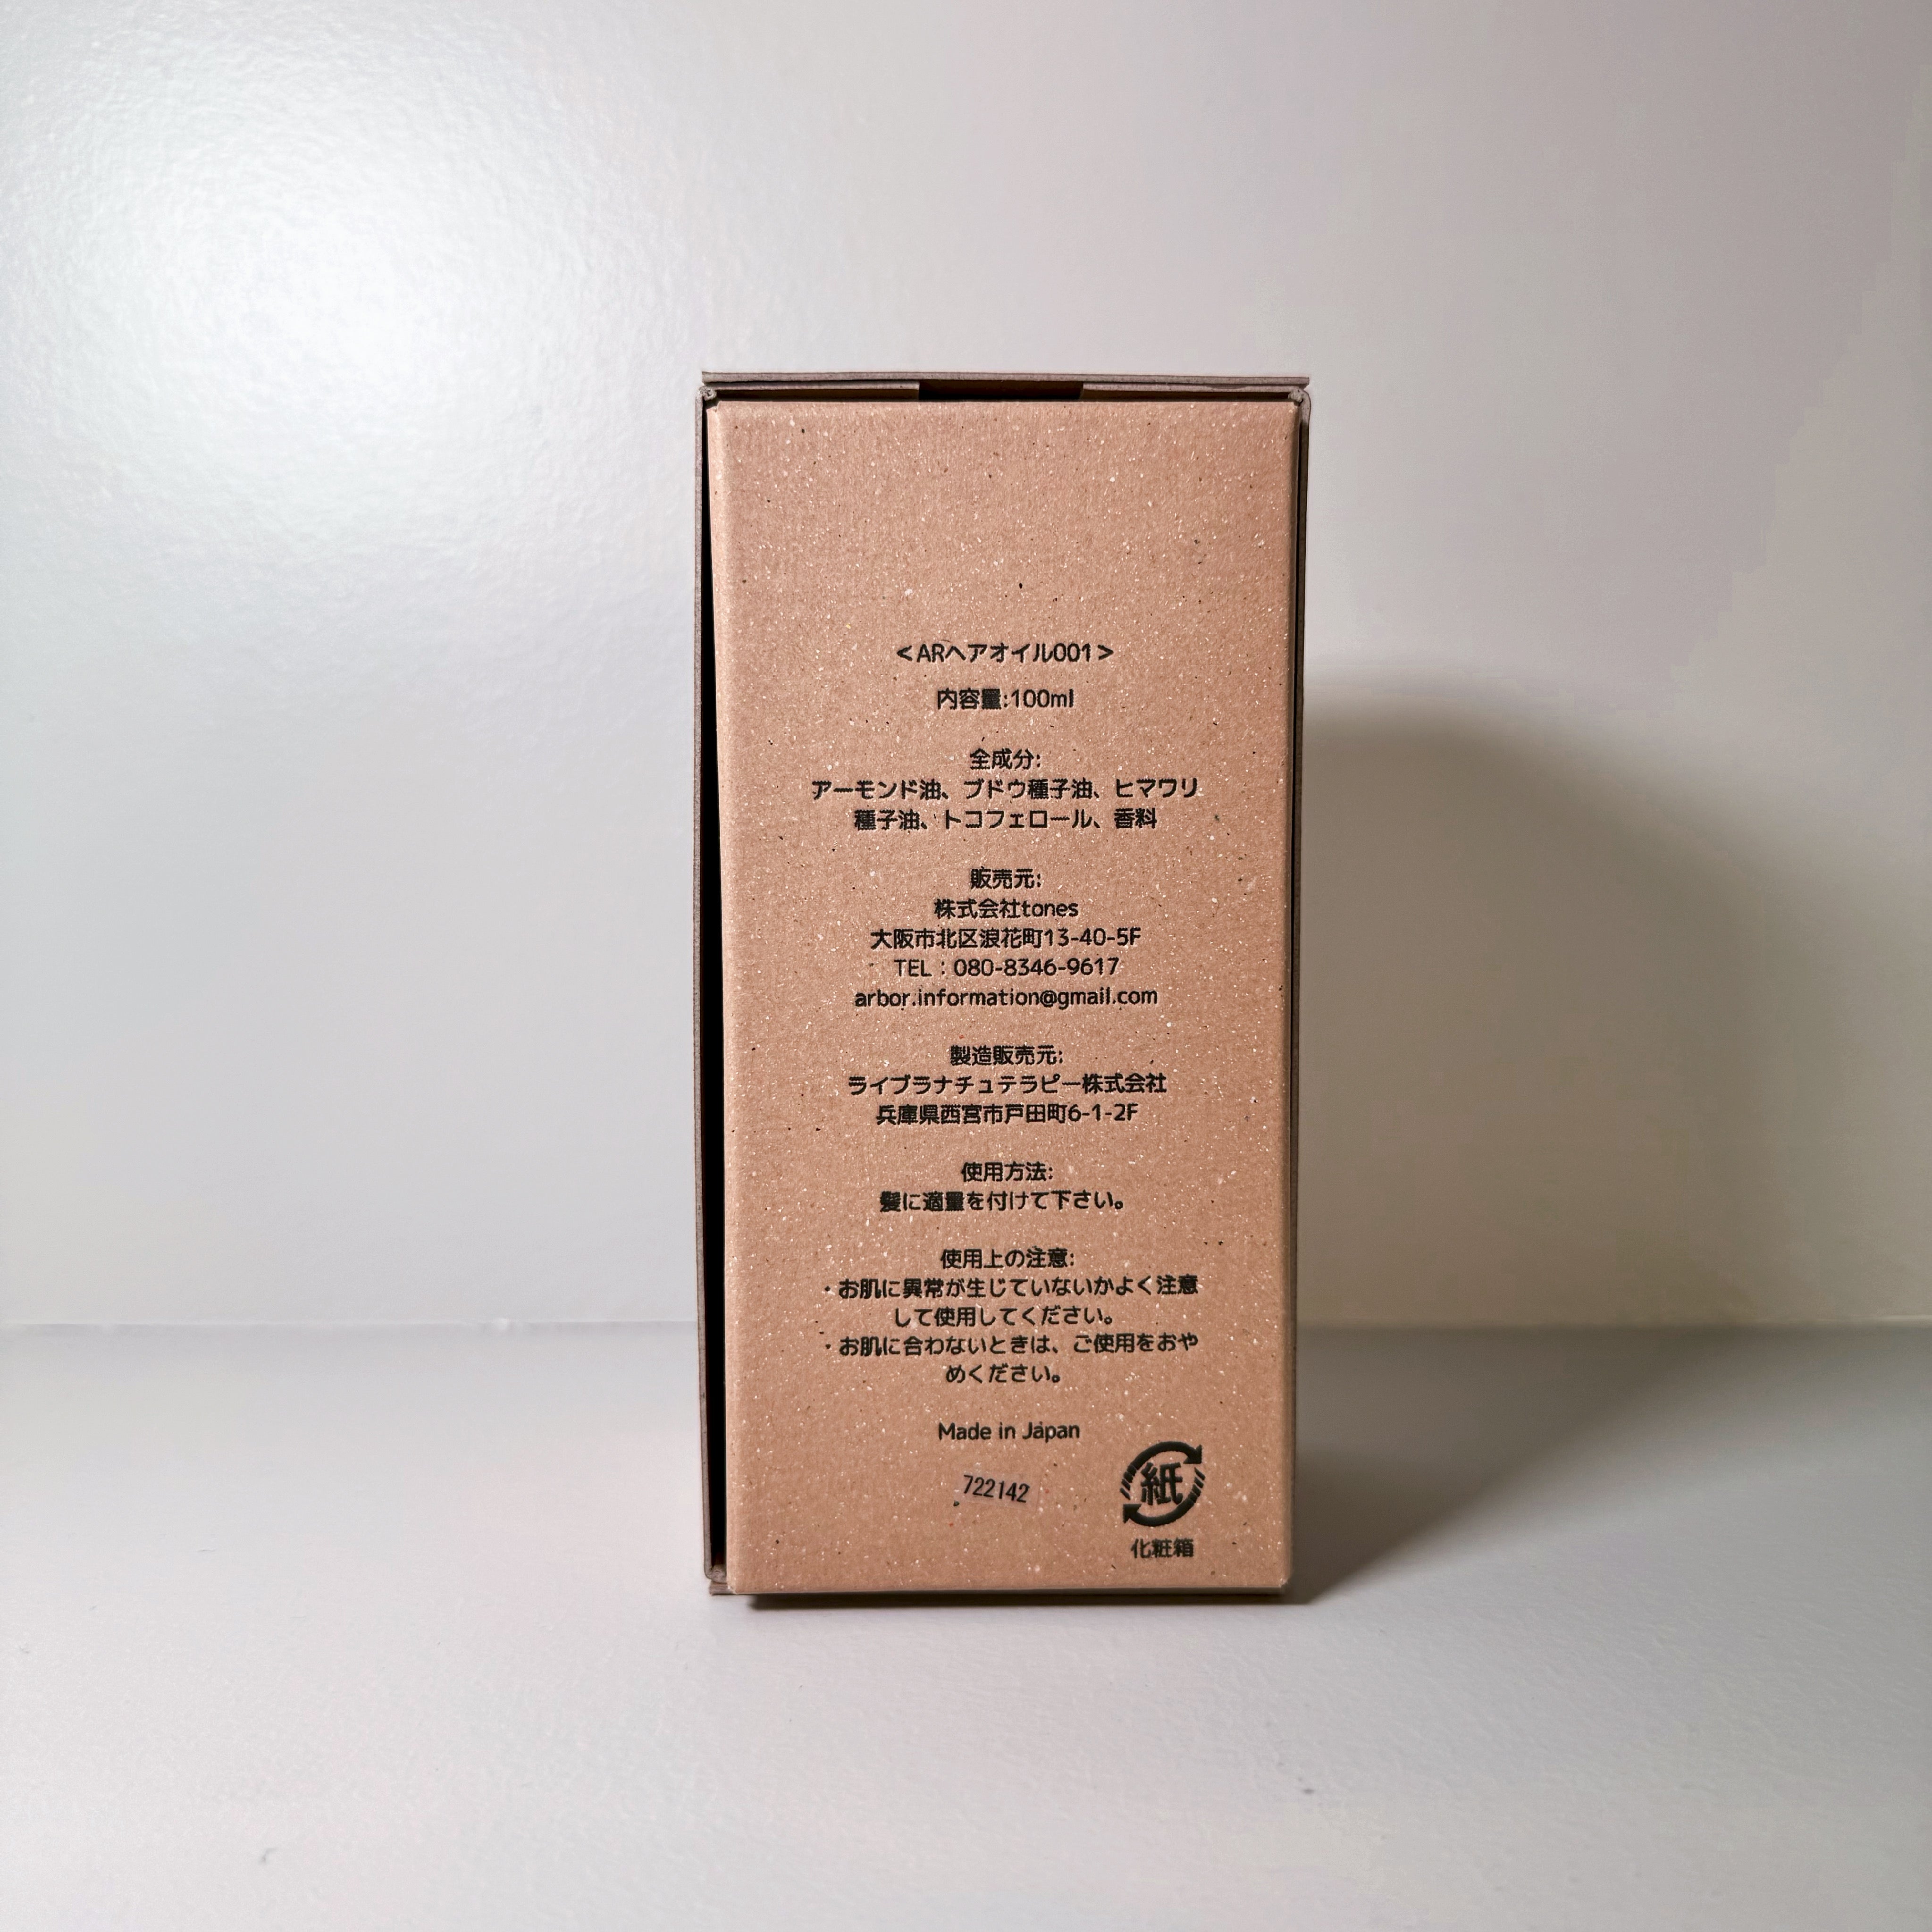 ＜ARヘアオイル001＞
内容量:100ml
全成分:
アーモンド油、ブドウ種子油、ヒマワリ
種子油、トコフェロール、香料
販売元:
株式会社tones
大阪市北区浪花町13-40-5F
TEL：080-8346-9617
arbor.information@gmail.com
製造販売元:
ライブラナチュテラピー株式会社
兵庫県西宮市戸田町6-1-2F
使用方法:
髪に適量を付けて下さい。
使用上の注意:
・お肌に異常が生じていないかよく注意
して使用してください。
・お肌に合わないときは、ご使用をおや
めください。
Made in Japan
722142
紙
化粧箱